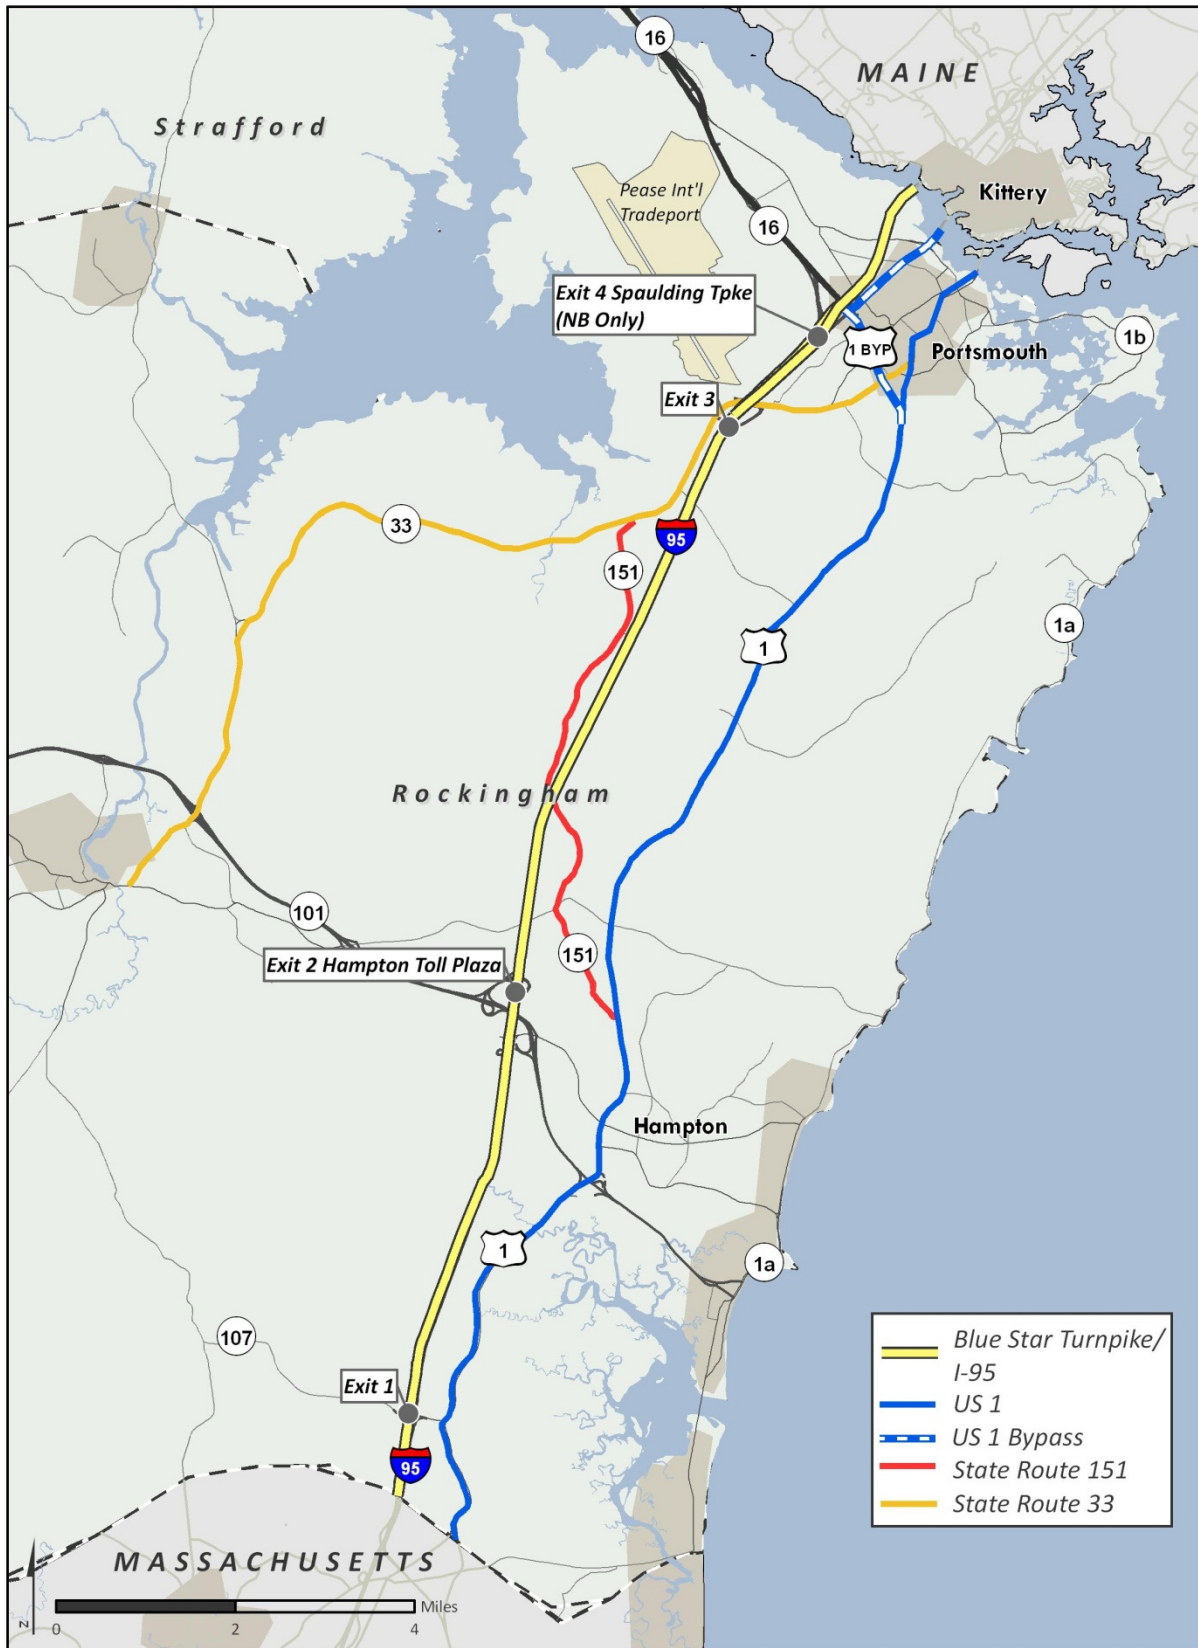 16
MAINE
Strafford
Pease Int'l
Tradeport
Kittery
16
Exit 4 Spaulding Tpke
(NB Only)
1 BYP
Portsmouth
1b
Exit 3
33
95
151
1a
1
Rockingham
101
151
Exit 2 Hampton Toll Plaza
Hampton
1
1a
107
Exit 1
95
Blue Star Turnpike/
I-95
US 1
US 1 Bypass
State Route 151
State Route 33
MASSACHUSETTS
Miles
0 2 4
N